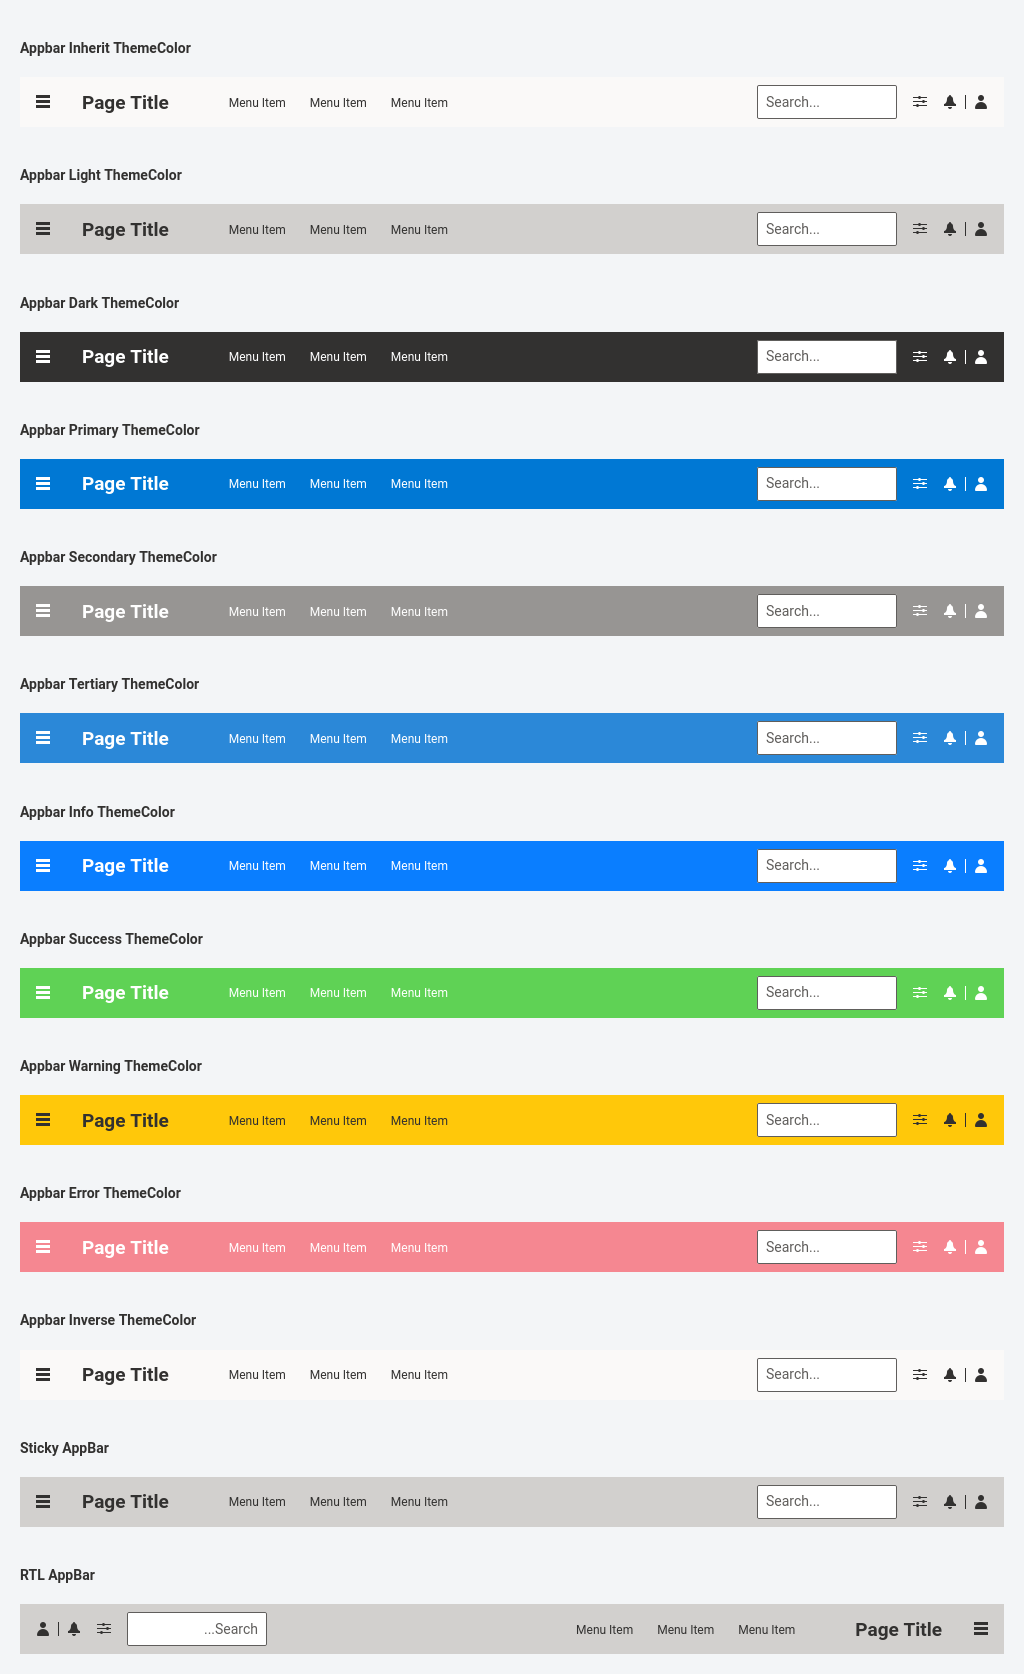 Appbar Inherit ThemeColor
Page Title Menu Item Menu Item Menu Item Search...
Appbar Light ThemeColor
Page Title Menu Item Menu Item Menu Item Search...
Appbar Dark ThemeColor
Page Title Menu Item Menu Item Menu Item Search...
Appbar Primary ThemeColor
Page Title Menu Item Menu Item Menu Item Search...
Appbar Secondary ThemeColor
Page Title Menu Item Menu Item Menu Item Search...
Appbar Tertiary ThemeColor
Page Title Menu Item Menu Item Menu Item Search...
Appbar Info ThemeColor
Page Title Menu Item Menu Item Menu Item Search...
Appbar Success ThemeColor
Page Title Menu Item Menu Item Menu Item Search...
Appbar Warning ThemeColor
Page Title Menu Item Menu Item Menu Item Search...
Appbar Error ThemeColor
Page Title Menu Item Menu Item Menu Item Search...
Appbar Inverse ThemeColor
Page Title Menu Item Menu Item Menu Item Search...
Sticky AppBar
Page Title Menu Item Menu Item Menu Item Search...
RTL AppBar
...Search Menu Item Menu Item Menu Item Page Title